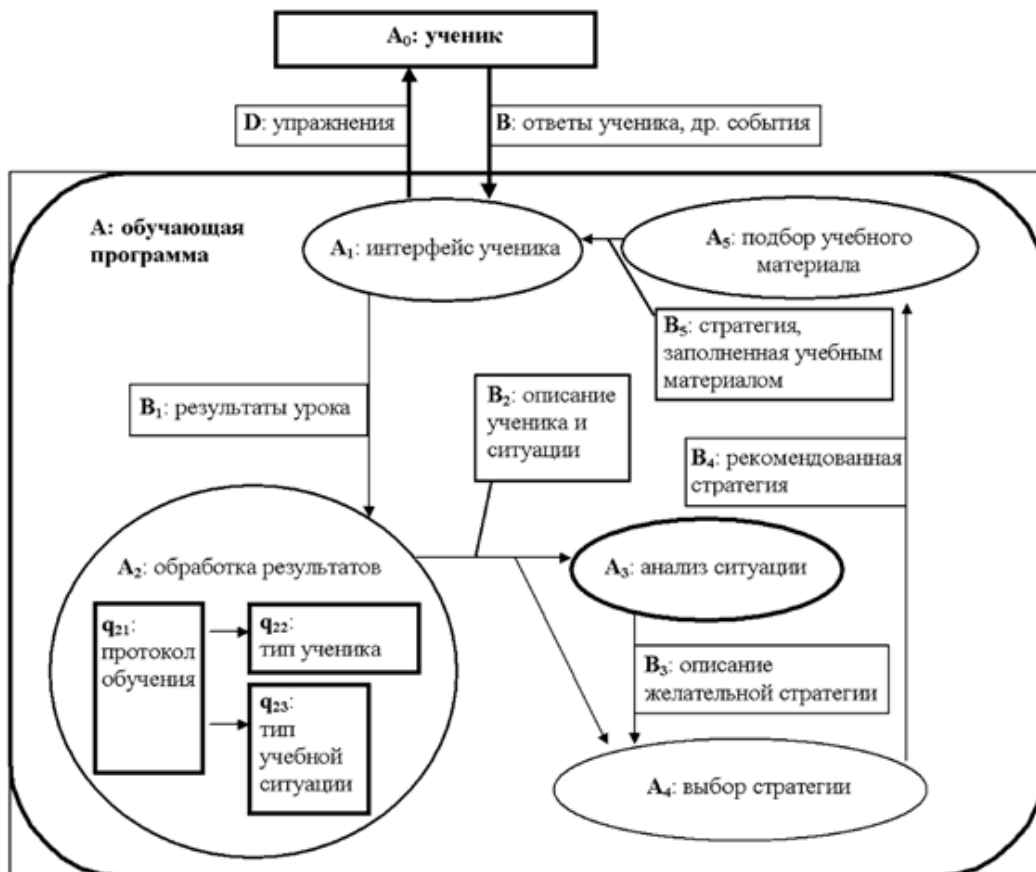 A₀: ученик
D: упражнения
B: ответы ученика, др. события
A: обучающая
программа
A₁: интерфейс ученика
A₅: подбор учебного
материала
B₅: стратегия,
заполненная учебным
материалом
B₁: результаты урока
B₂: описание
ученика и
ситуации
B₄: рекомендованная
стратегия
A₂: обработка результатов
A₃: анализ ситуации
q₂₁:
протокол
обучения
q₂₂:
тип ученика
q₂₃:
тип
учебной
ситуации
B₃: описание
желательной стратегии
A₄: выбор стратегии